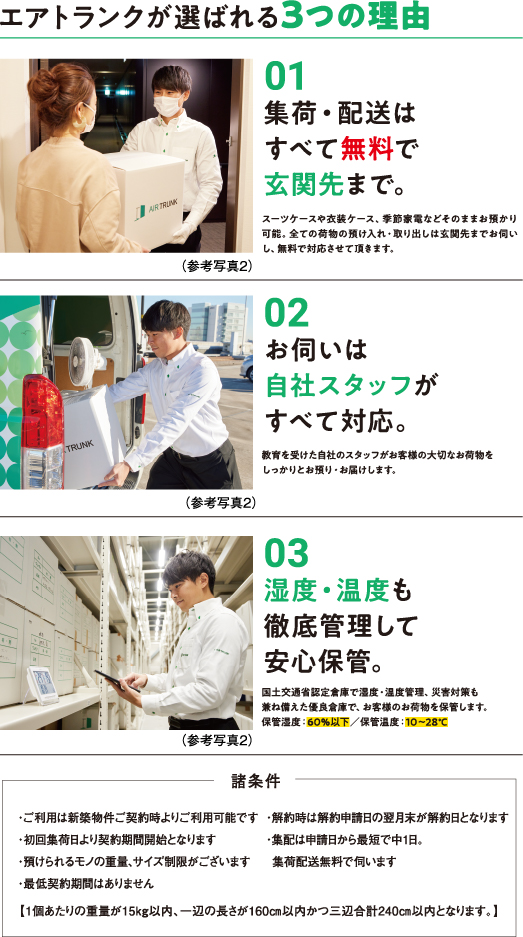 エアトランクが選ばれる3つの理由
AIR TRUNK
(参考写真2)
01
集荷・配送は
すべて無料で
玄関先まで。
スーツケースや衣装ケース、季節家電などそのままお預かり
可能。全ての荷物の預け入れ・取り出しは玄関先までお伺い
し、無料で対応させて頂きます。
AIR TRUNK
(参考写真2)
02
お伺いは
自社スタッフが
すべて対応。
教育を受けた自社のスタッフがお客様の大切なお荷物を
しっかりとお預り・お届けします。
(参考写真2)
03
湿度・温度も
徹底管理して
安心保管。
国土交通省認定倉庫で湿度・温度管理、災害対策も
兼ね備えた優良倉庫で、お客様のお荷物を保管します。
保管湿度:60%以下/保管温度:10~28℃
諸条件
・ご利用は新築物件ご契約時よりご利用可能です
・初回集荷日より契約期間開始となります
・預けられるモノの重量、サイズ制限がございます
・最低契約期間はありません
・解約時は解約申請日の翌月末が解約日となります
・集配は申請日から最短で中1日。
集荷配送無料で伺います
【1個あたりの重量が15kg以内、一辺の長さが160cm以内かつ三辺合計240cm以内となります。】